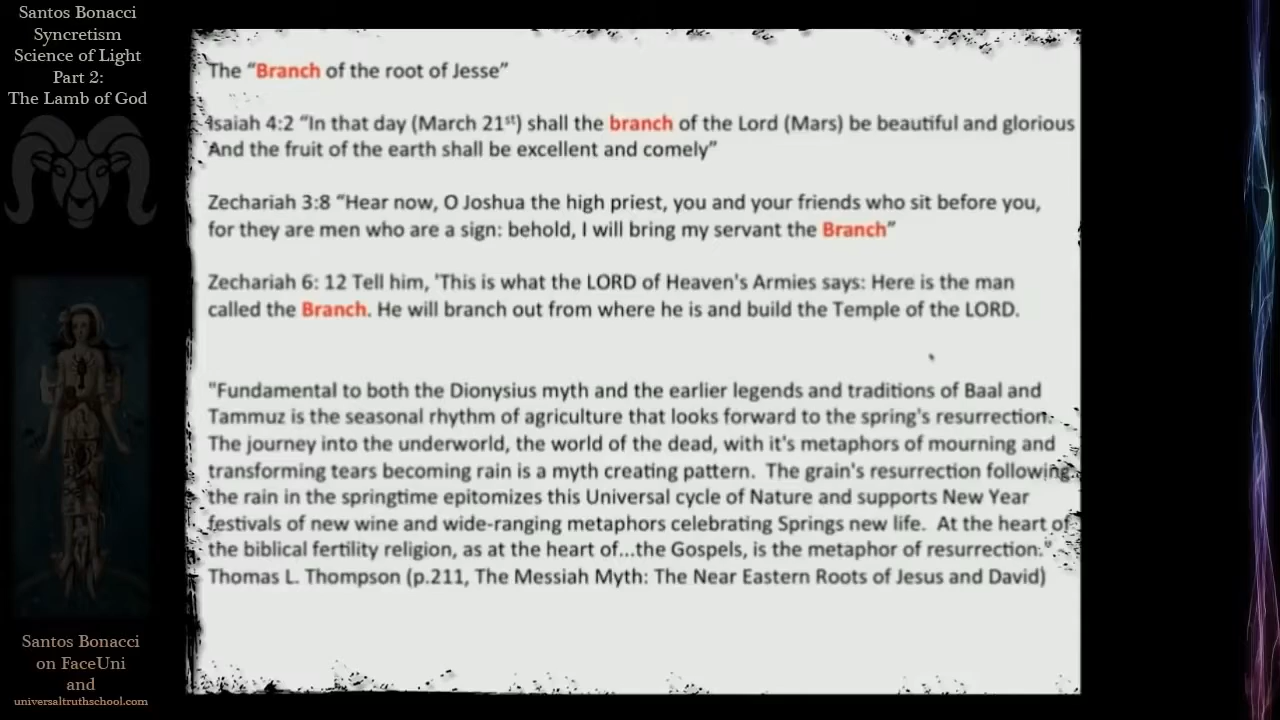 Santos Bonacci
Syncretism
Science of Light
Part 2:
The Lamb of God
The “Branch of the root of Jesse”
Isaiah 4:2 “In that day (March 21st) shall the branch of the Lord (Mars) be beautiful and glorious
And the fruit of the earth shall be excellent and comely”
Zechariah 3:8 “Hear now, O Joshua the high priest, you and your friends who sit before you,
for they are men who are a sign: behold, I will bring my servant the Branch”
Zechariah 6: 12 Tell him, 'This is what the LORD of Heaven's Armies says: Here is the man
called the Branch. He will branch out from where he is and build the Temple of the LORD.
"Fundamental to both the Dionysius myth and the earlier legends and traditions of Baal and
Tammuz is the seasonal rhythm of agriculture that looks forward to the spring's resurrection.
The journey into the underworld, the world of the dead, with it's metaphors of mourning and
transforming tears becoming rain is a myth creating pattern. The grain's resurrection following
the rain in the springtime epitomizes this Universal cycle of Nature and supports New Year
festivals of new wine and wide-ranging metaphors celebrating Springs new life. At the heart of
the biblical fertility religion, as at the heart of...the Gospels, is the metaphor of resurrection."
Thomas L. Thompson (p.211, The Messiah Myth: The Near Eastern Roots of Jesus and David)
Santos Bonacci
on FaceUni
and
universaltruthschool.com